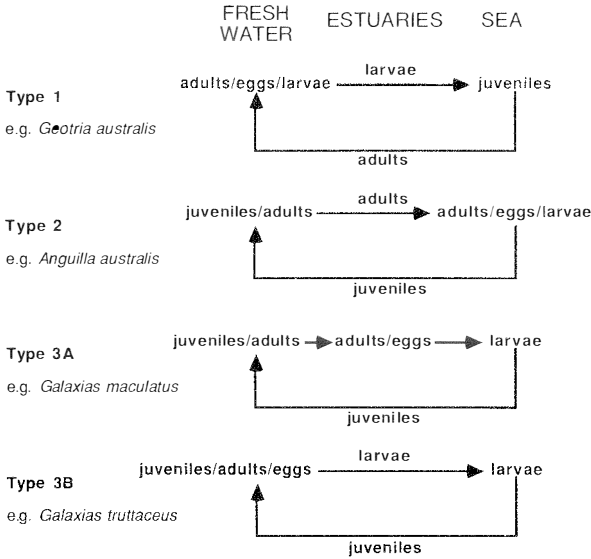 FRESH WATER ESTUARIES SEA
larvae
Type 1 adults/eggs/larvae juveniles
e.g. Geotria australis
adults
adults
Type 2 juveniles/adults adults/eggs/larvae
e.g. Anguilla australis
juveniles
Type 3A juveniles/adults adults/eggs larvae
e.g. Galaxias maculatus
juveniles
larvae
Type 3B juveniles/adults/eggs larvae
e.g. Galaxias truttaceus
juveniles